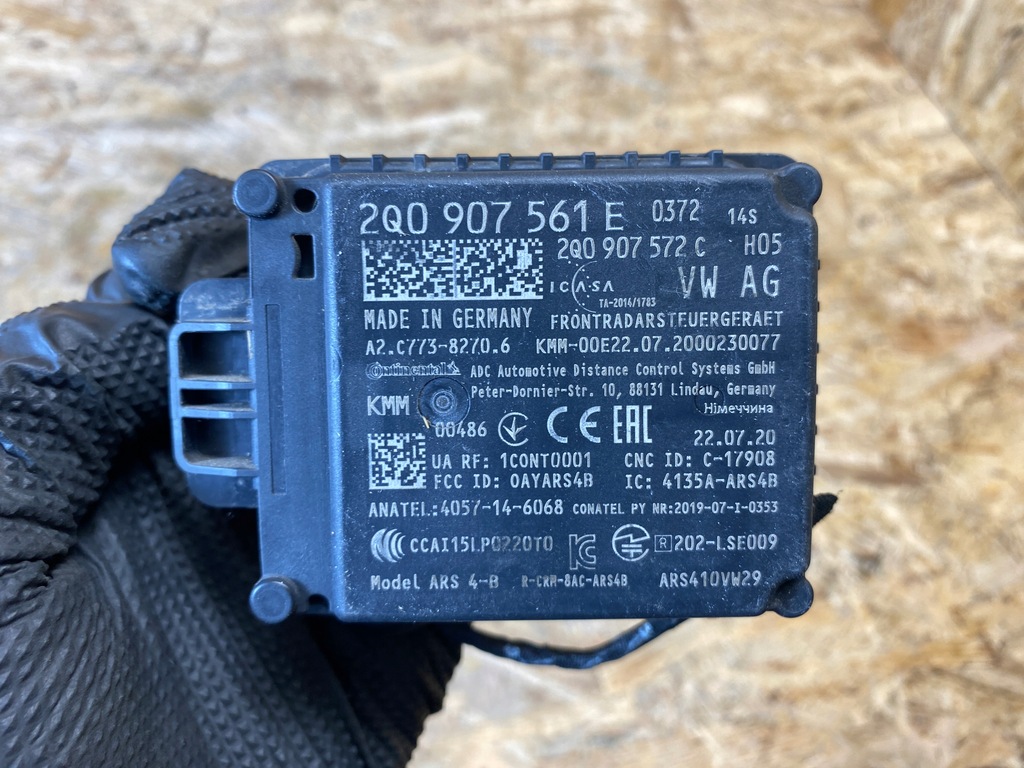 2Q0 907 561 E 0372 14S
2Q0 907 572 C H05
ICASA TA-2014/1783 VW AG
MADE IN GERMANY FRONTRADARSTEUERGERAET
A2.C773-8270.6 KMM-00E22.07.2000230077
Continental ADC Automotive Distance Control Systems GmbH
Peter-Dornier-Str. 10, 88131 Lindau, Germany
KMM Німеччина
00486 CE EAC 22.07.20
UA RF: 1CONT0001 CNC ID: C-17908
FCC ID: OAYARS4B IC: 4135A-ARS4B
ANATEL:4057-14-6068 CONATEL PY NR:2019-07-I-0353
CCC CCAI15LP0220T0 KC R 202-LSE009
Model ARS 4-B R-CRM-8AC-ARS4B ARS410VW29